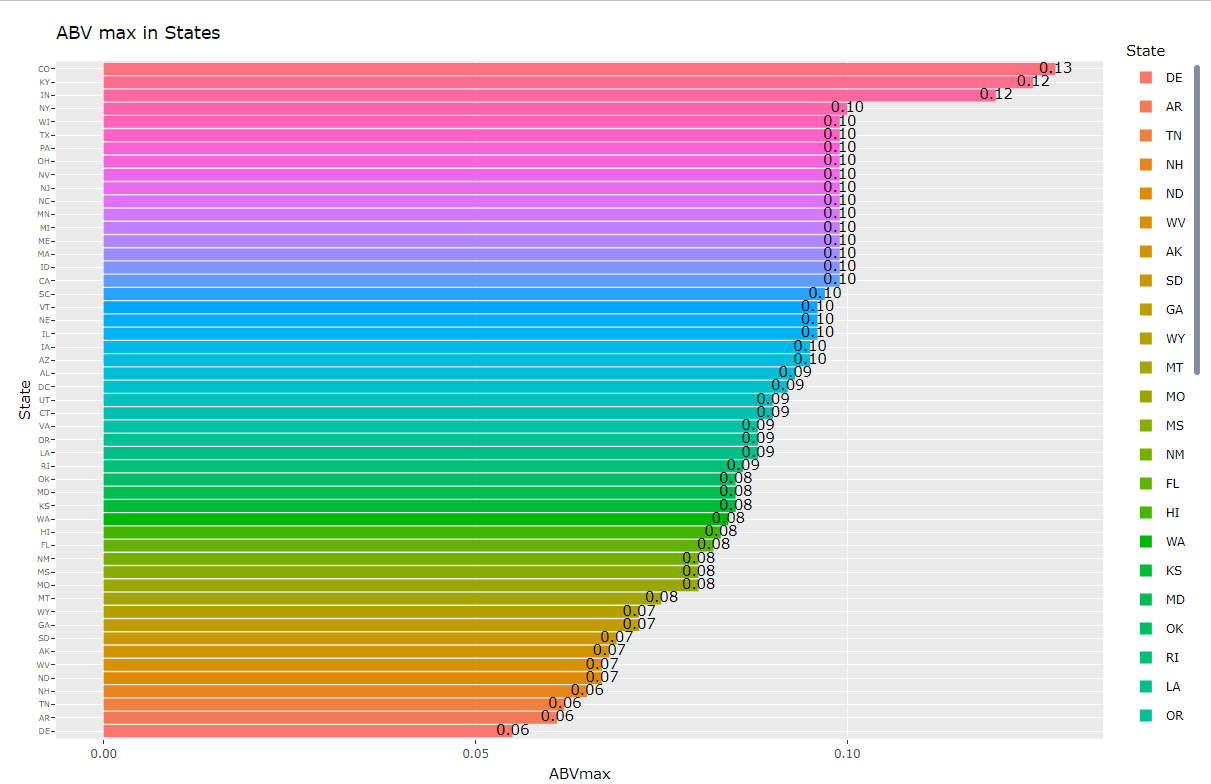 ABV max in States
State
CO 0.13
KY 0.12
IN 0.12
NY 0.10
WI 0.10
TX 0.10
PA 0.10
OH 0.10
NV 0.10
NJ 0.10
NC 0.10
MN 0.10
MI 0.10
ME 0.10
MA 0.10
ID 0.10
CA 0.10
SC 0.10
VT 0.10
NE 0.10
IL 0.10
IA 0.10
AZ 0.10
AL 0.09
DC 0.09
UT 0.09
CT 0.09
VA 0.09
OR 0.09
LA 0.09
RI 0.09
OK 0.08
MD 0.08
KS 0.08
WA 0.08
HI 0.08
FL 0.08
NM 0.08
MS 0.08
MO 0.08
MT 0.08
WY 0.07
GA 0.07
SD 0.07
AK 0.07
WV 0.07
ND 0.07
NH 0.06
TN 0.06
AR 0.06
DE 0.06
0.00 0.05 0.10
ABVmax
State
DE
AR
TN
NH
ND
WV
AK
SD
GA
WY
MT
MO
MS
NM
FL
HI
WA
KS
MD
OK
RI
LA
OR